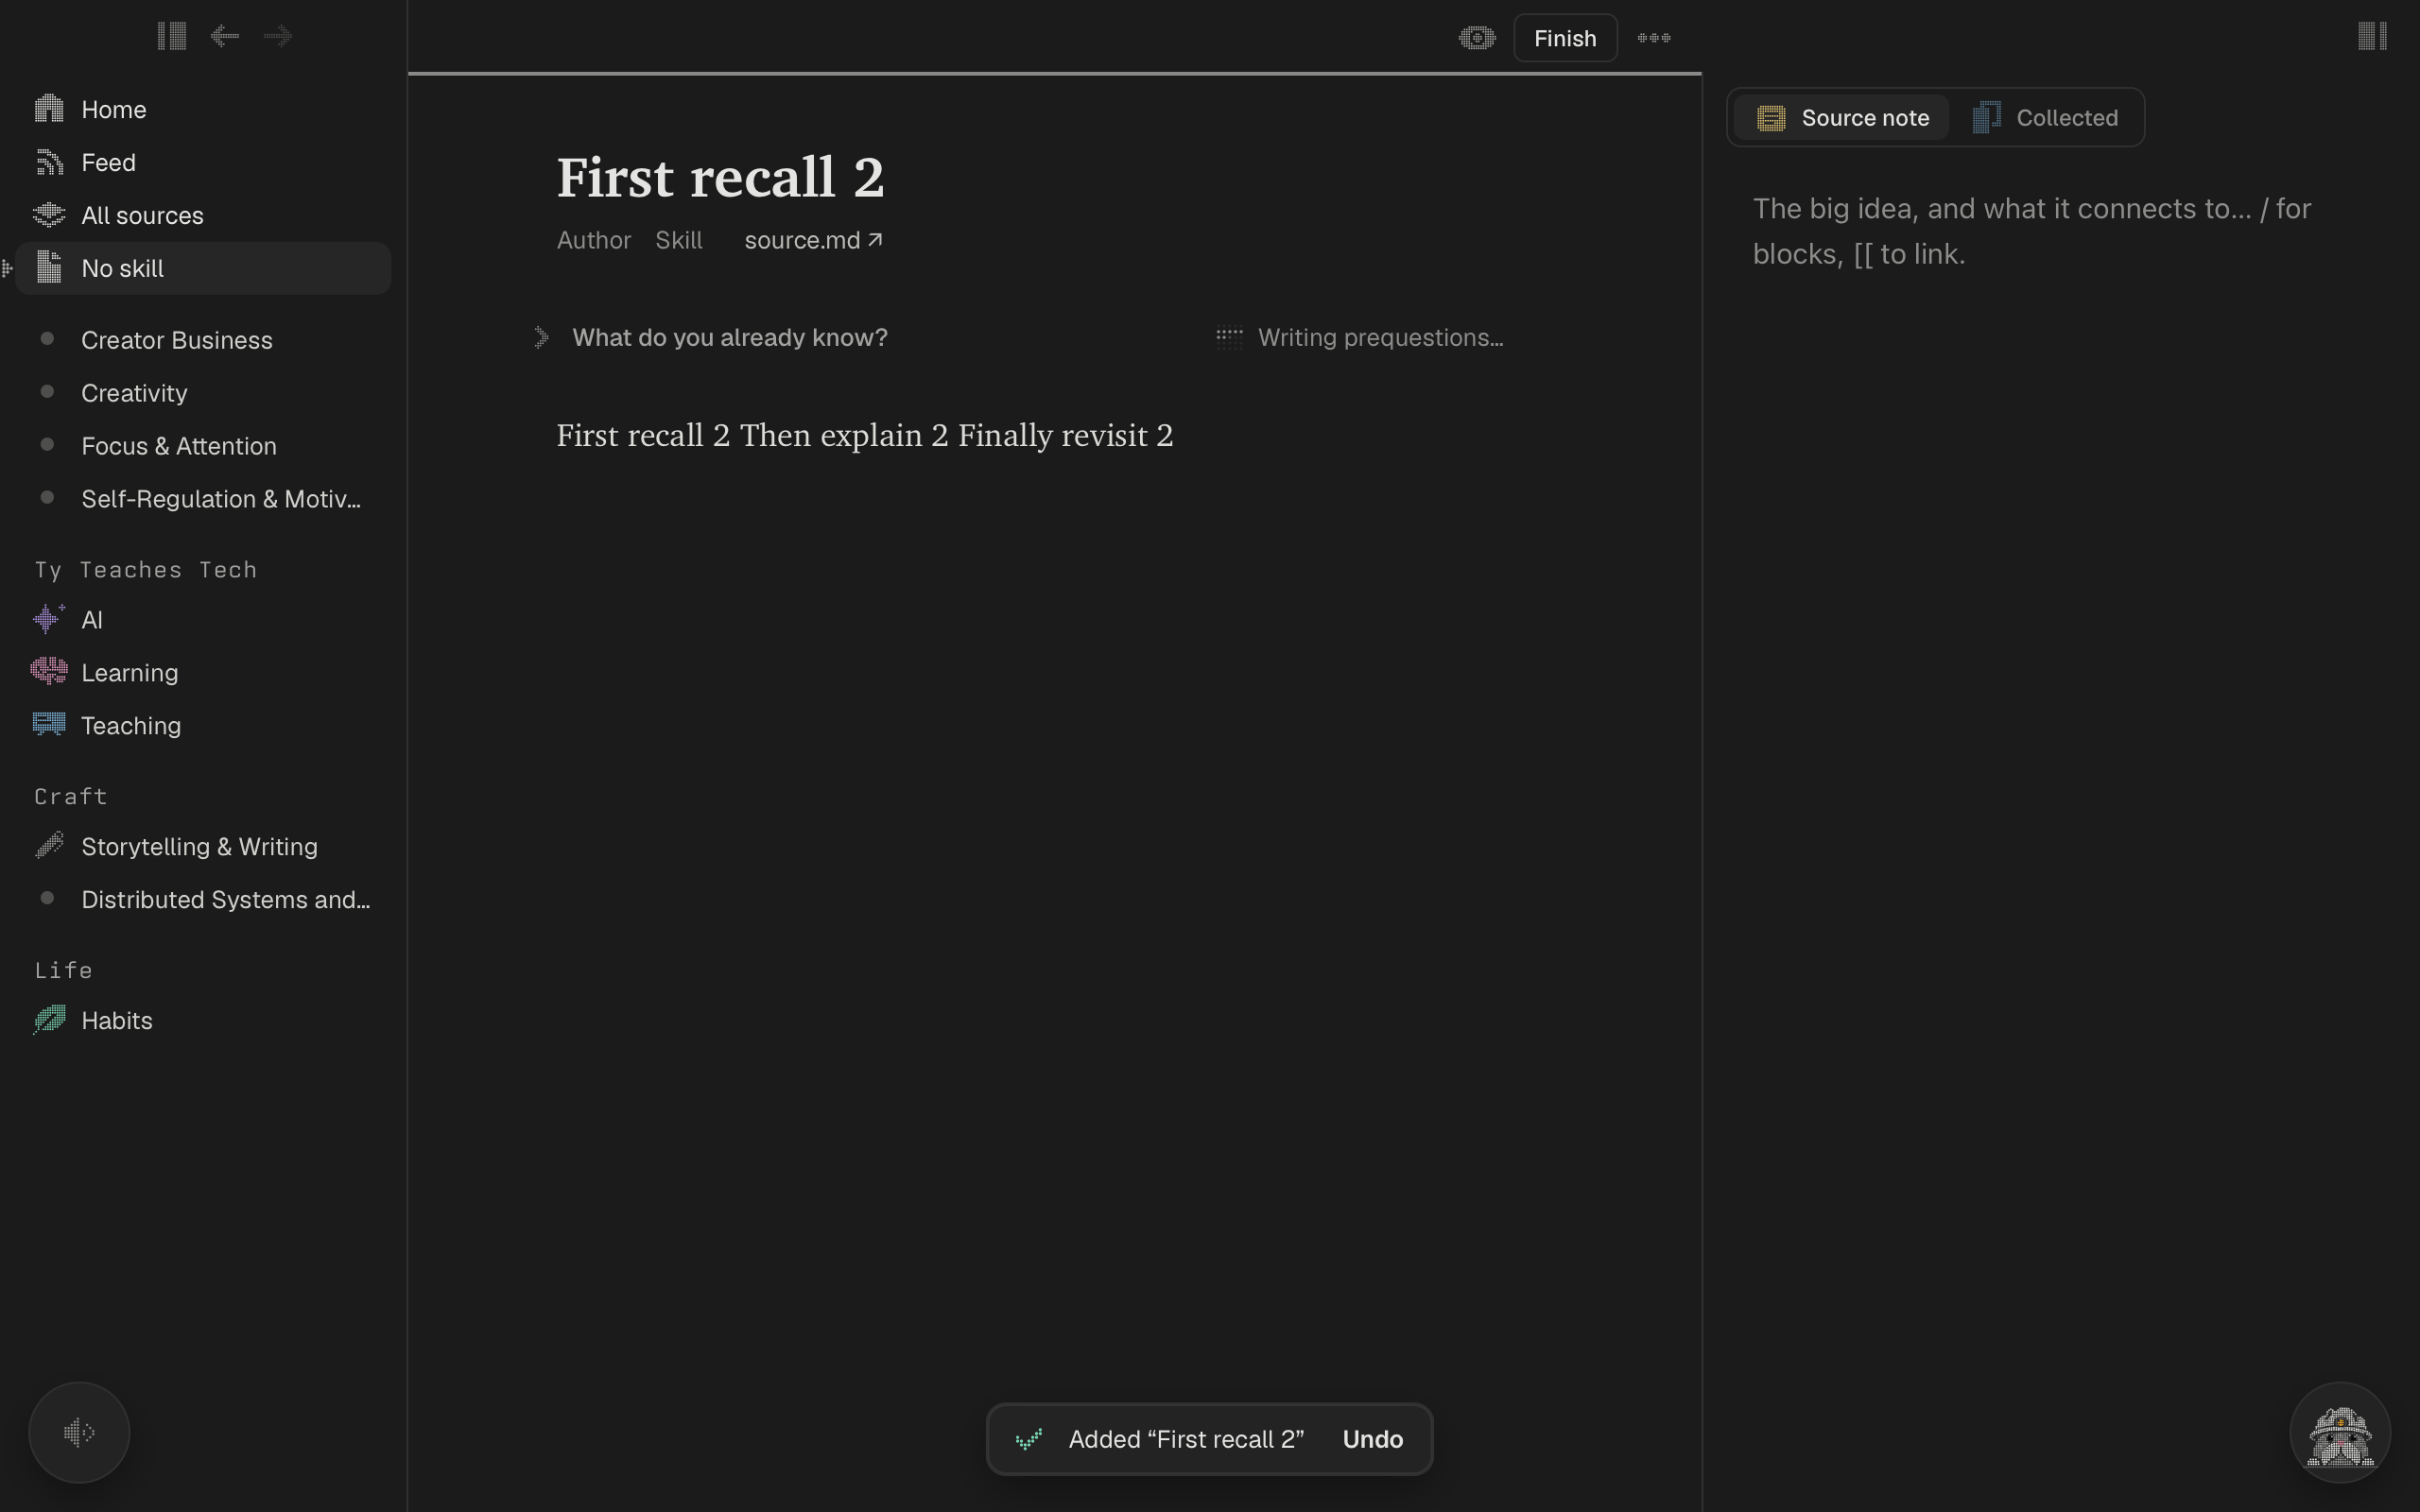 Finish
Home
Feed
All sources
No skill
Creator Business
Creativity
Focus & Attention
Self-Regulation & Motiv…
Ty Teaches Tech
AI
Learning
Teaching
Craft
Storytelling & Writing
Distributed Systems and…
Life
Habits
First recall 2
Author Skill source.md
What do you already know?
Writing prequestions…
First recall 2 Then explain 2 Finally revisit 2
Added “First recall 2” Undo
Source note Collected
The big idea, and what it connects to… / for
blocks, [[ to link.